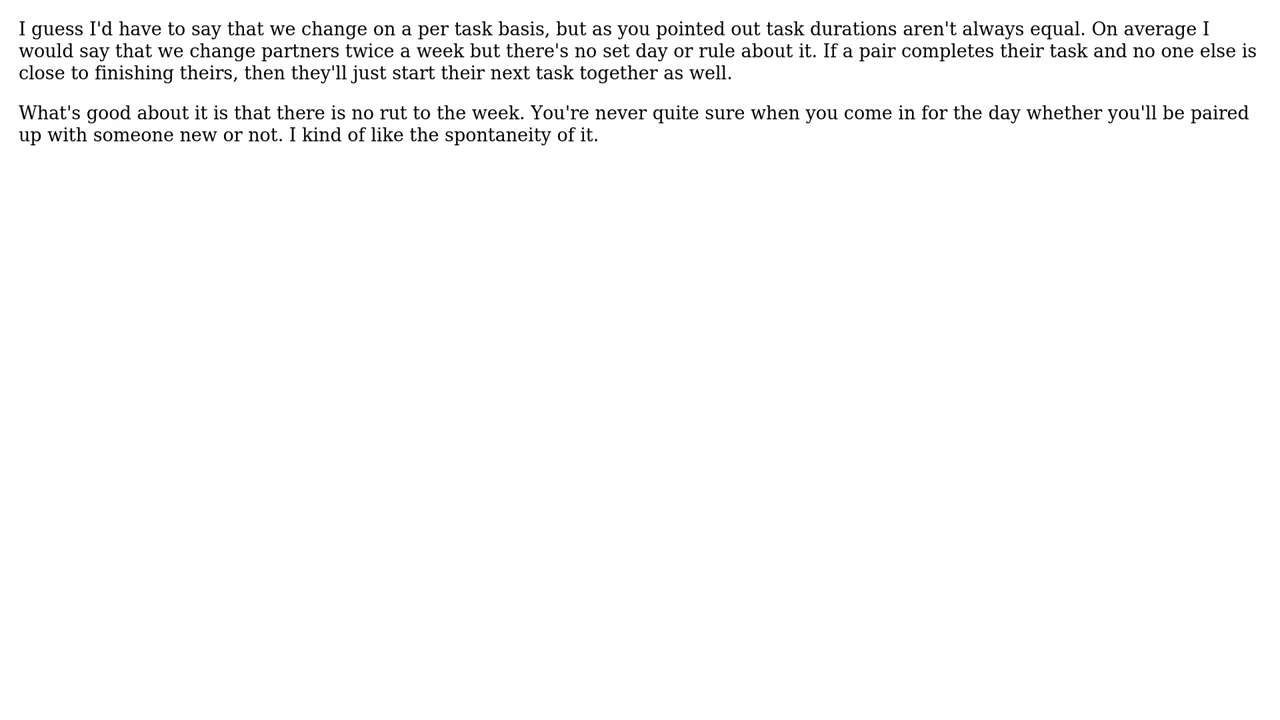 I guess I'd have to say that we change on a per task basis, but as you pointed out task durations aren't always equal. On average I
would say that we change partners twice a week but there's no set day or rule about it. If a pair completes their task and no one else is
close to finishing theirs, then they'll just start their next task together as well.
What's good about it is that there is no rut to the week. You're never quite sure when you come in for the day whether you'll be paired
up with someone new or not. I kind of like the spontaneity of it.